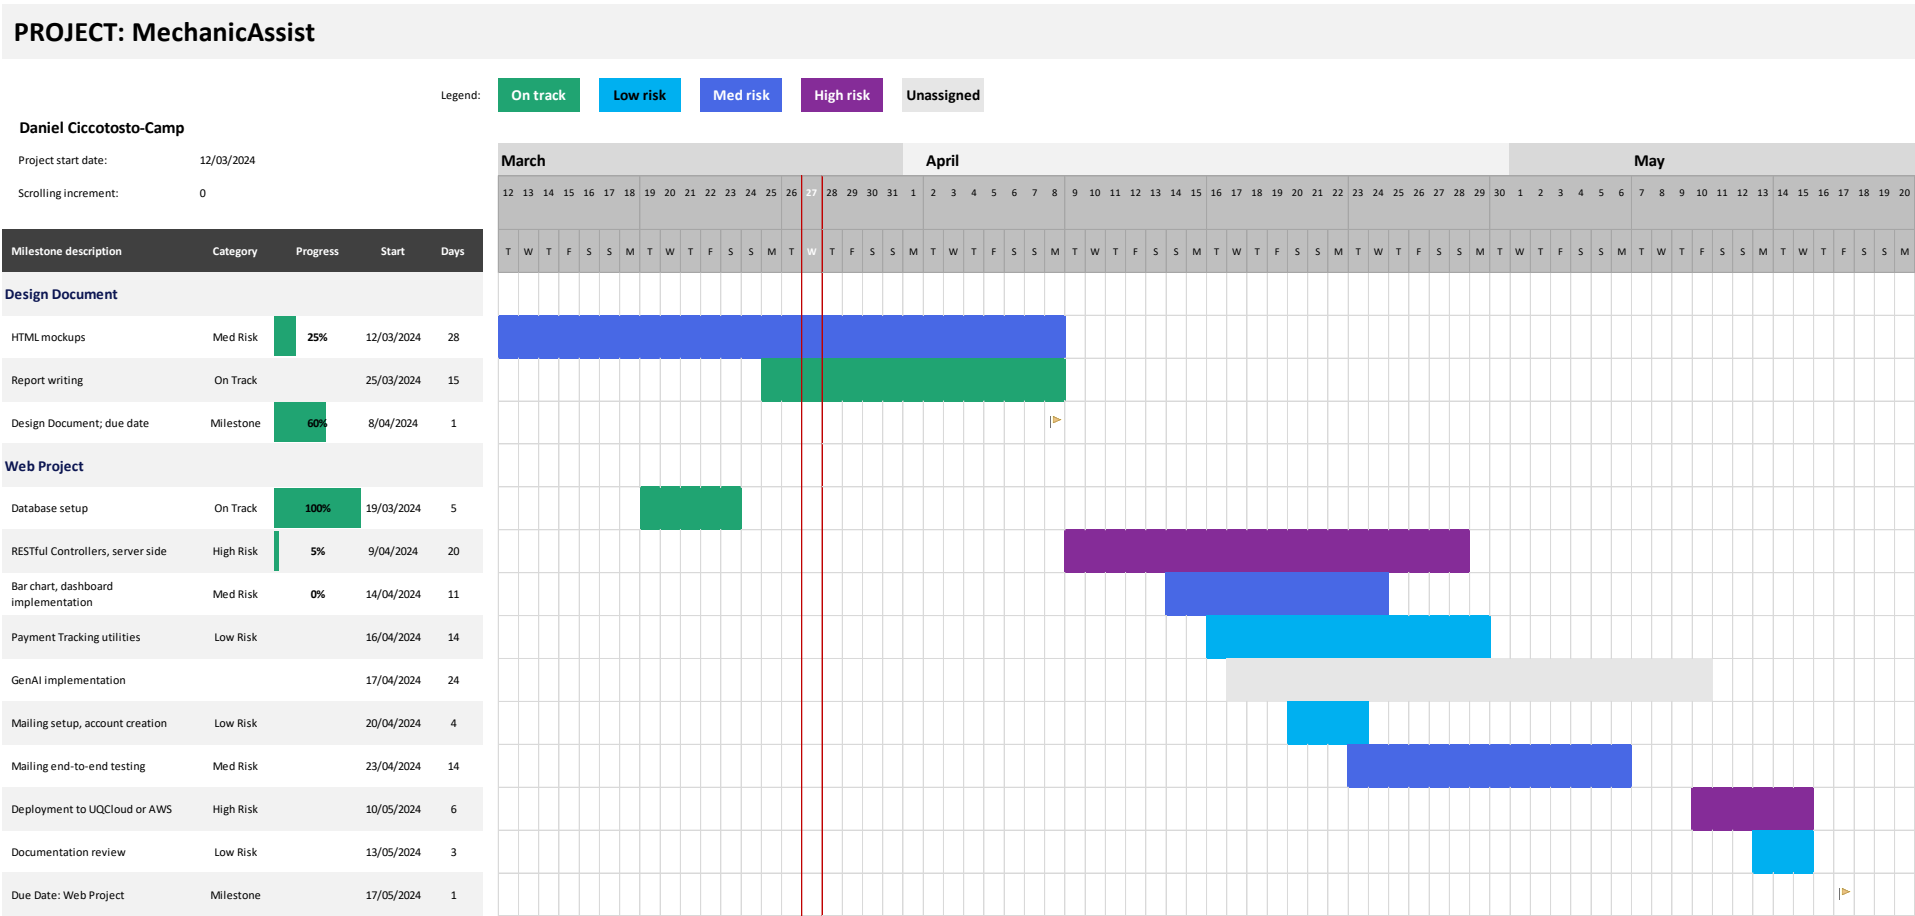 PROJECT: MechanicAssist
Legend: On track Low risk Med risk High risk Unassigned
Daniel Ciccotosto-Camp
Project start date: 12/03/2024
March April May
Scrolling increment: 0
12 13 14 15 16 17 18 19 20 21 22 23 24 25 26 27 28 29 30 31 1 2 3 4 5 6 7 8 9 10 11 12 13 14 15 16 17 18 19 20 21 22 23 24 25 26 27 28 29 30 1 2 3 4 5 6 7 8 9 10 11 12 13 14 15 16 17 18 19 20
Milestone description Category Progress Start Days
T W T F S S M T W T F S S M T W T F S S M T W T F S S M T W T F S S M T W T F S S M T W T F S S M T W T F S S M T W T F S S M T W T F S S M
Design Document
HTML mockups Med Risk 25% 12/03/2024 28
Report writing On Track 25/03/2024 15
Design Document; due date Milestone 60% 8/04/2024 1
Web Project
Database setup On Track 100% 19/03/2024 5
RESTful Controllers, server side High Risk 5% 9/04/2024 20
Bar chart, dashboard
implementation Med Risk 0% 14/04/2024 11
Payment Tracking utilities Low Risk 16/04/2024 14
GenAI implementation 17/04/2024 24
Mailing setup, account creation Low Risk 20/04/2024 4
Mailing end-to-end testing Med Risk 23/04/2024 14
Deployment to UQCloud or AWS High Risk 10/05/2024 6
Documentation review Low Risk 13/05/2024 3
Due Date: Web Project Milestone 17/05/2024 1